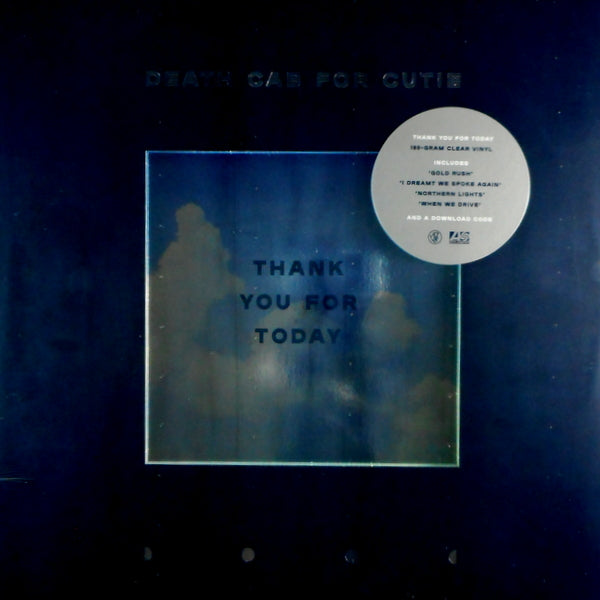 DEATH CAB FOR CUTIE
THANK YOU FOR TODAY
180-GRAM CLEAR VINYL
INCLUDES
"GOLD RUSH"
"I DREAMT WE SPOKE AGAIN"
"NORTHERN LIGHTS"
"WHEN WE DRIVE"
AND A DOWNLOAD CODE
THANK
YOU FOR
TODAY